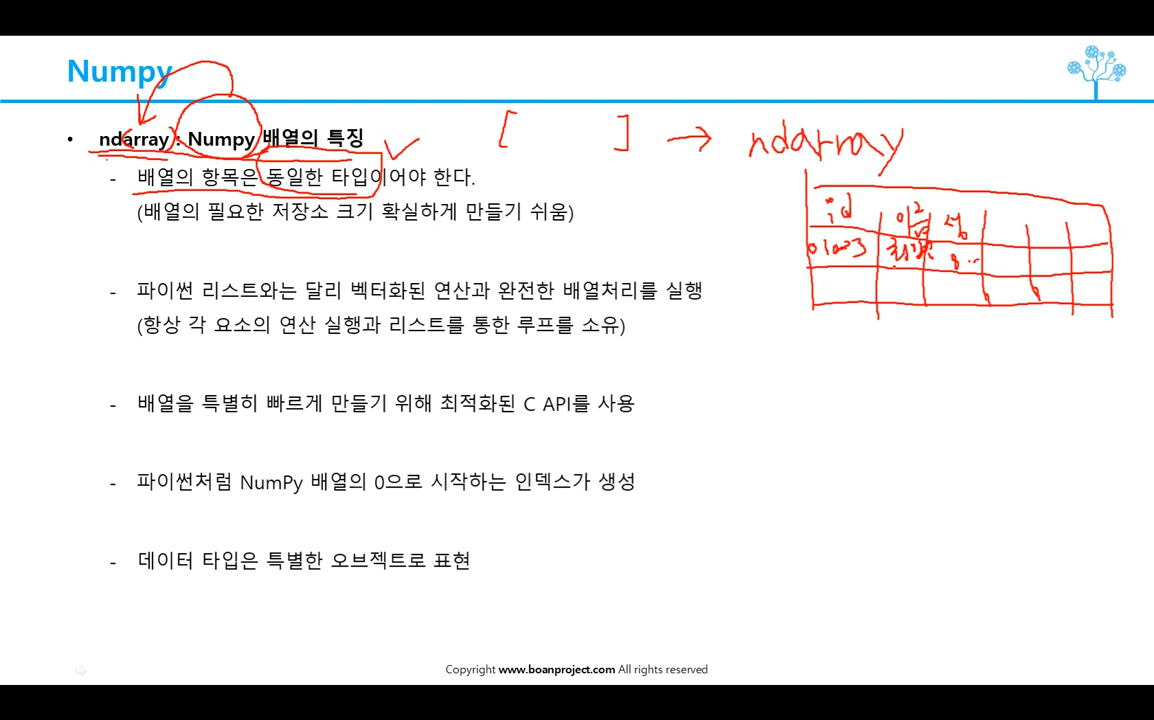 Numpy
• ndarray : Numpy 배열의 특징
[ ] → ndarray
- 배열의 항목은 동일한 타입이어야 한다.
(배열의 필요한 저장소 크기 확실하게 만들기 쉬움)
id 성
- 파이썬 리스트와는 달리 벡터화된 연산과 완전한 배열처리를 실행
(항상 각 요소의 연산 실행과 리스트를 통한 루프를 소유)
- 배열을 특별히 빠르게 만들기 위해 최적화된 C API를 사용
- 파이썬처럼 NumPy 배열의 0으로 시작하는 인덱스가 생성
- 데이터 타입은 특별한 오브젝트로 표현
Copyright www.boanproject.com All rights reserved